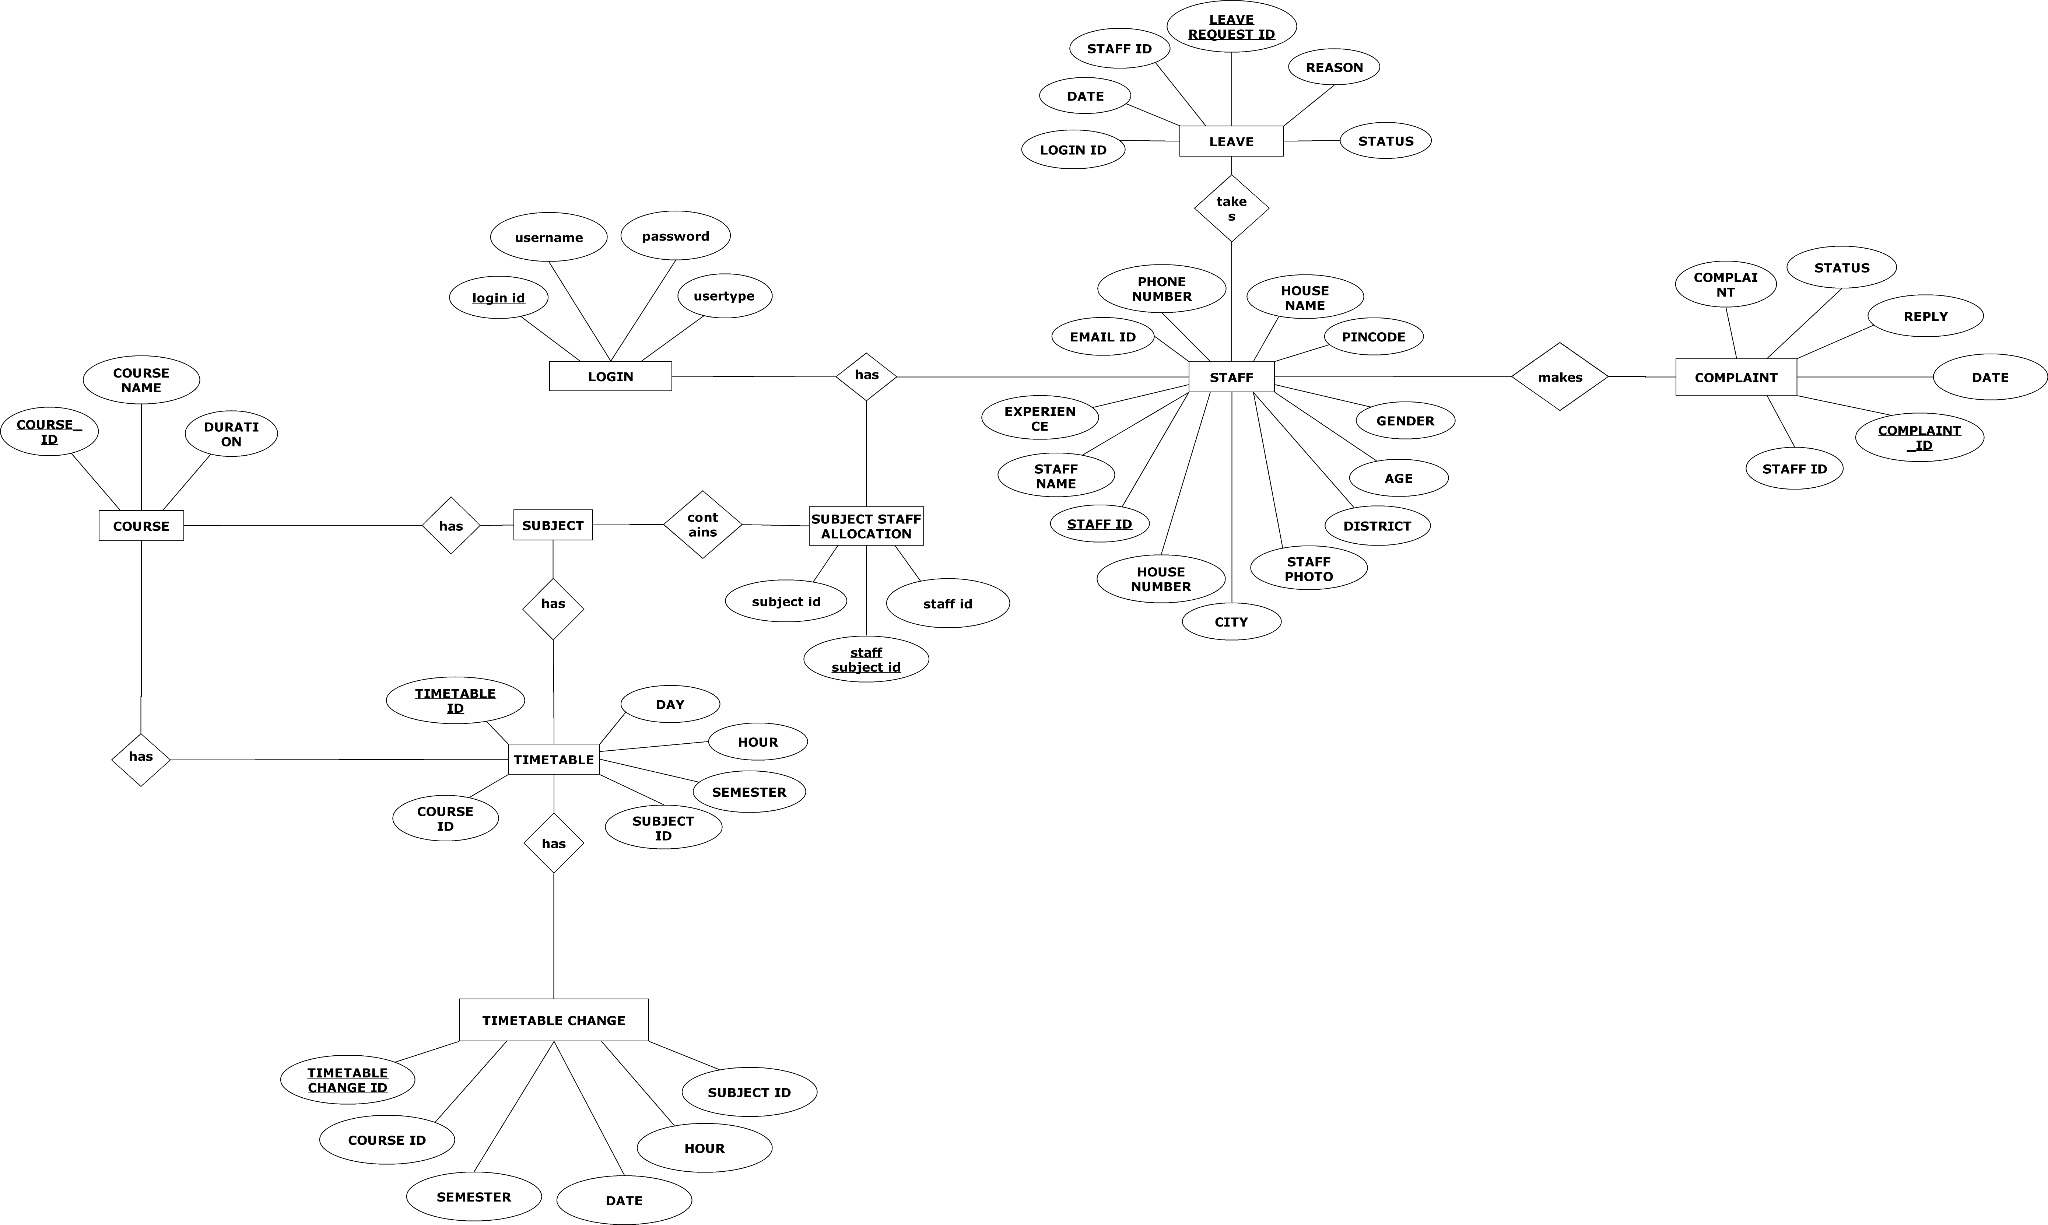 LEAVE
REQUEST ID
STAFF ID
REASON
DATE
LOGIN ID
LEAVE
STATUS
take
s
username
password
login id
usertype
PHONE
NUMBER
HOUSE
NAME
EMAIL ID
PINCODE
COMPLAI
NT
STATUS
REPLY
LOGIN
has
STAFF
makes
COMPLAINT
DATE
COURSE
NAME
COURSE_
ID
DURATI
ON
EXPERIEN
CE
GENDER
STAFF
NAME
AGE
COMPLAINT
_ID
STAFF ID
COURSE
has
SUBJECT
cont
ains
SUBJECT STAFF
ALLOCATION
STAFF ID
DISTRICT
HOUSE
NUMBER
STAFF
PHOTO
CITY
has
subject id
staff id
staff
subject id
TIMETABLE
ID
DAY
HOUR
has
TIMETABLE
SEMESTER
COURSE
ID
SUBJECT
ID
has
TIMETABLE CHANGE
TIMETABLE
CHANGE ID
SUBJECT ID
COURSE ID
HOUR
SEMESTER
DATE